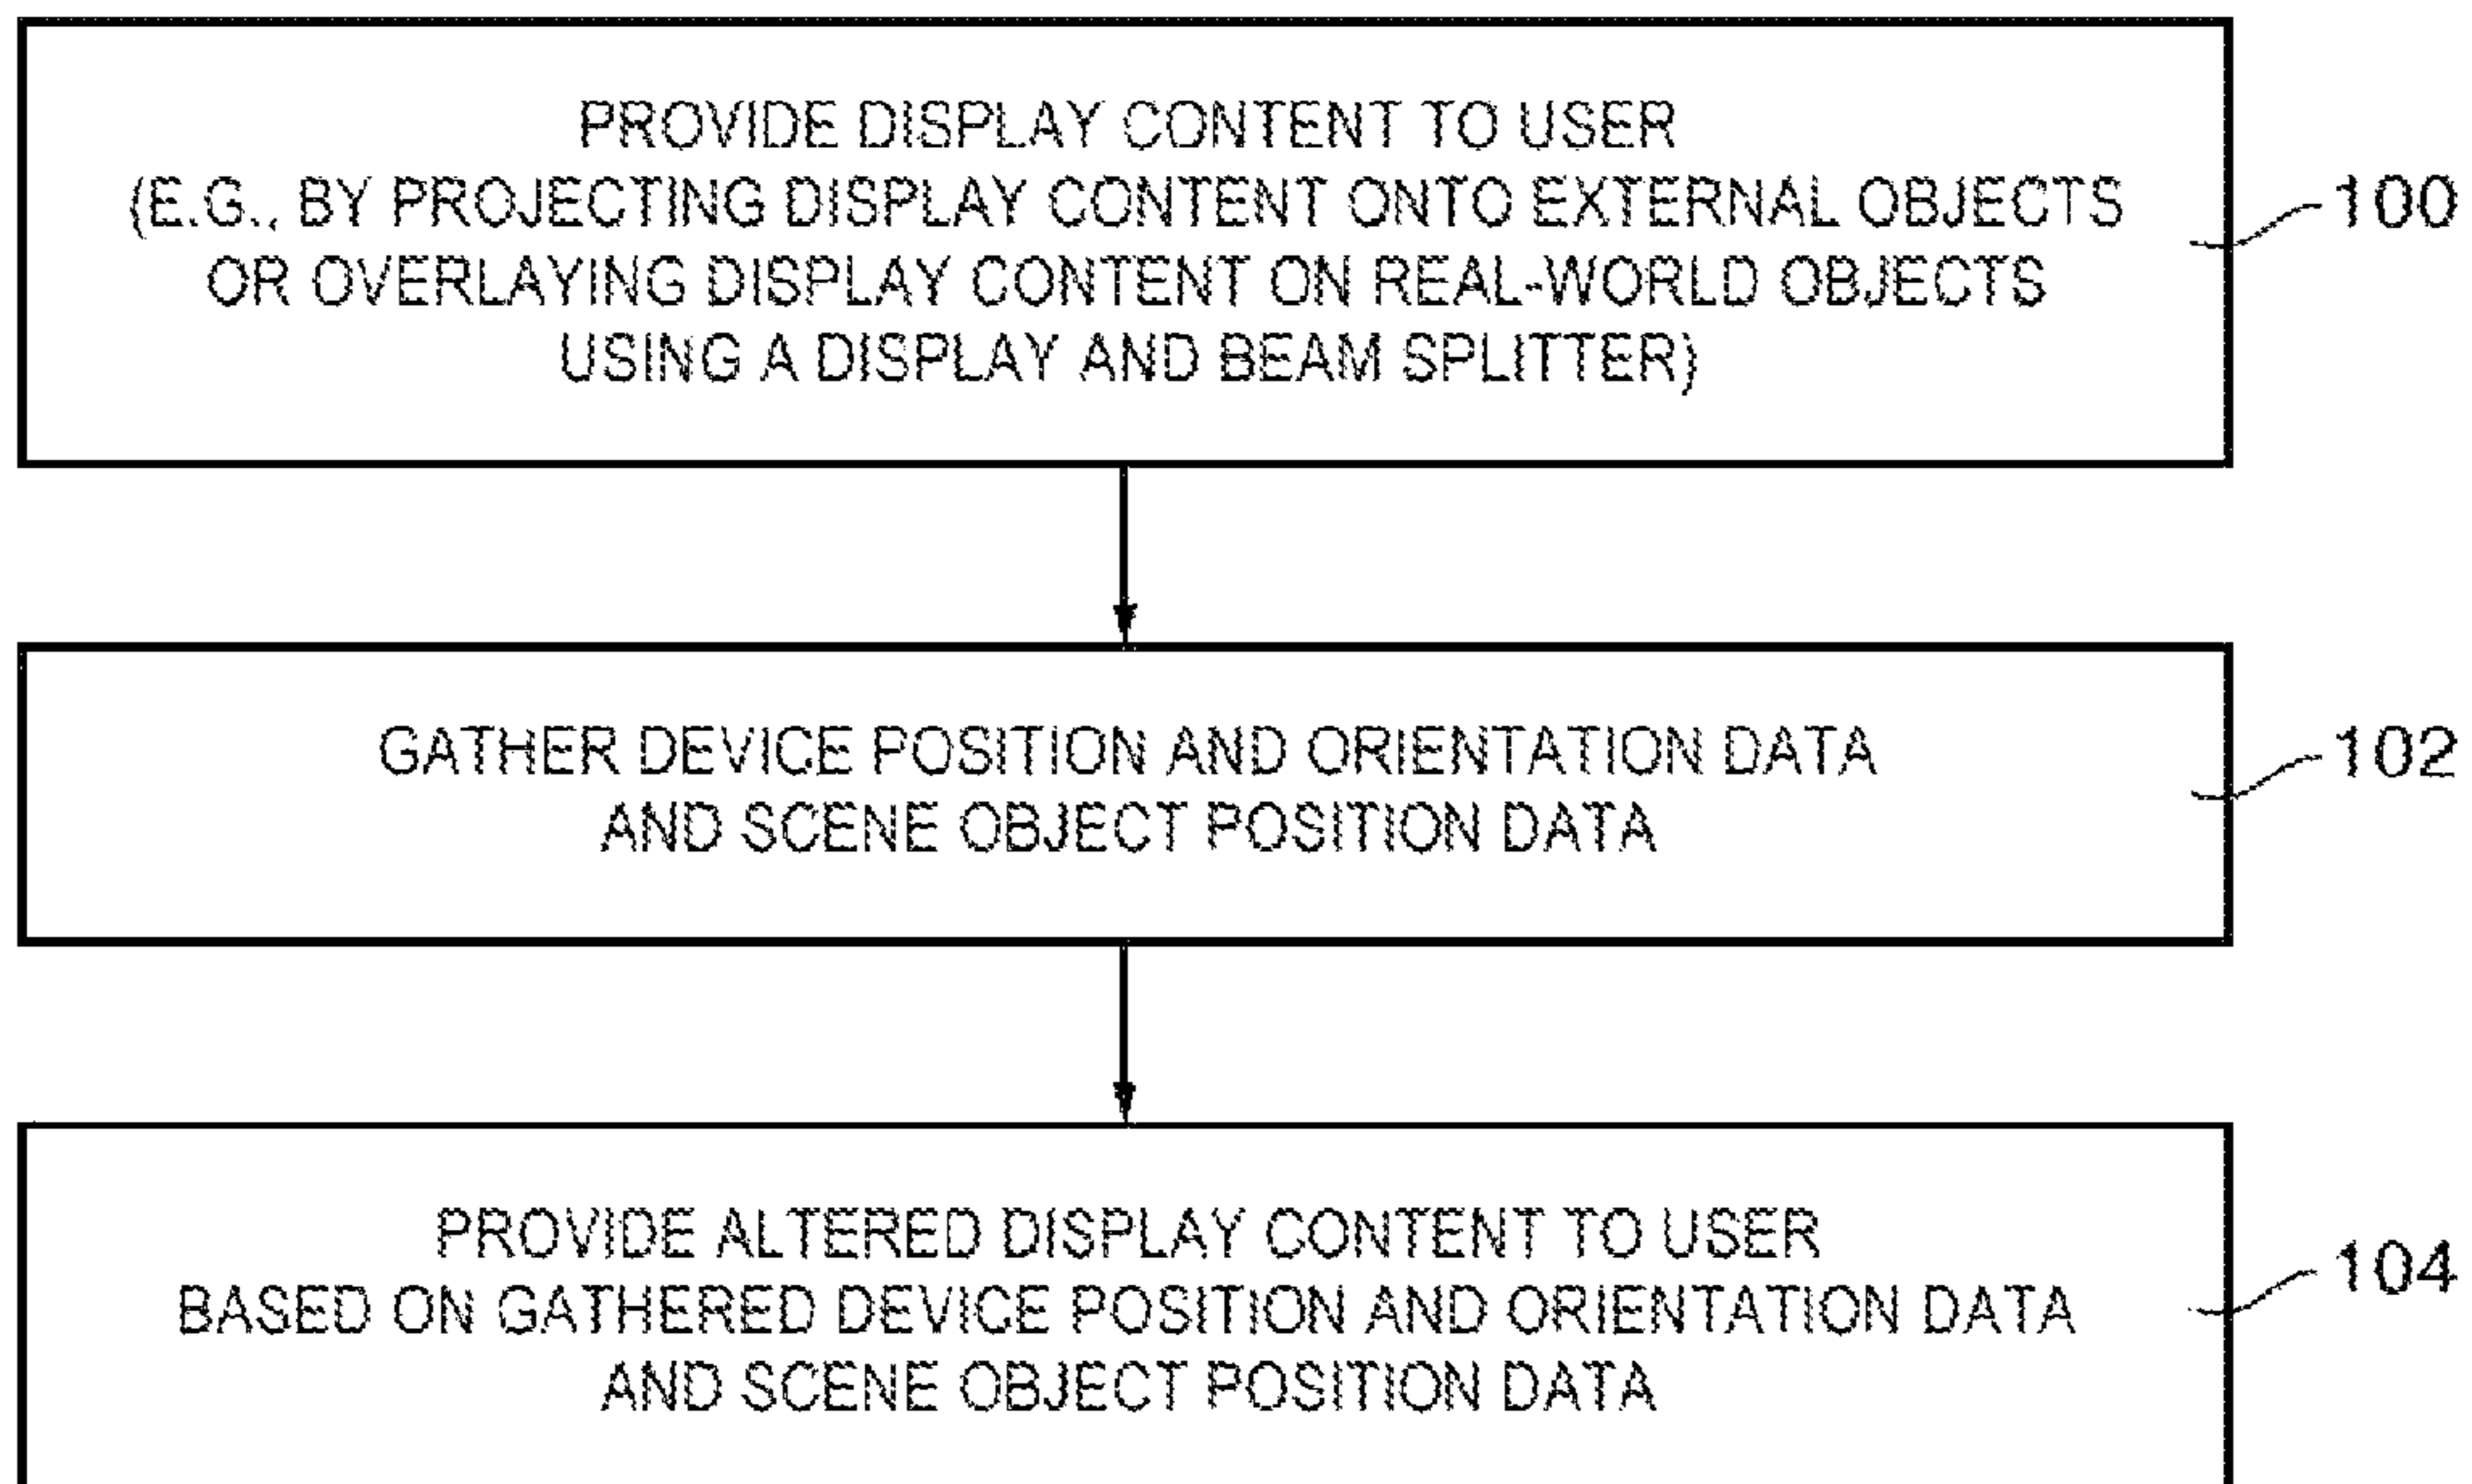 PROVIDE DISPLAY CONTENT TO USER
(E.G., BY PROJECTING DISPLAY CONTENT ONTO EXTERNAL OBJECTS
OR OVERLAYING DISPLAY CONTENT ON REAL-WORLD OBJECTS
USING A DISPLAY AND BEAM SPLITTER)
100
GATHER DEVICE POSITION AND ORIENTATION DATA
AND SCENE OBJECT POSITION DATA
102
PROVIDE ALTERED DISPLAY CONTENT TO USER
BASED ON GATHERED DEVICE POSITION AND ORIENTATION DATA
AND SCENE OBJECT POSITION DATA
104